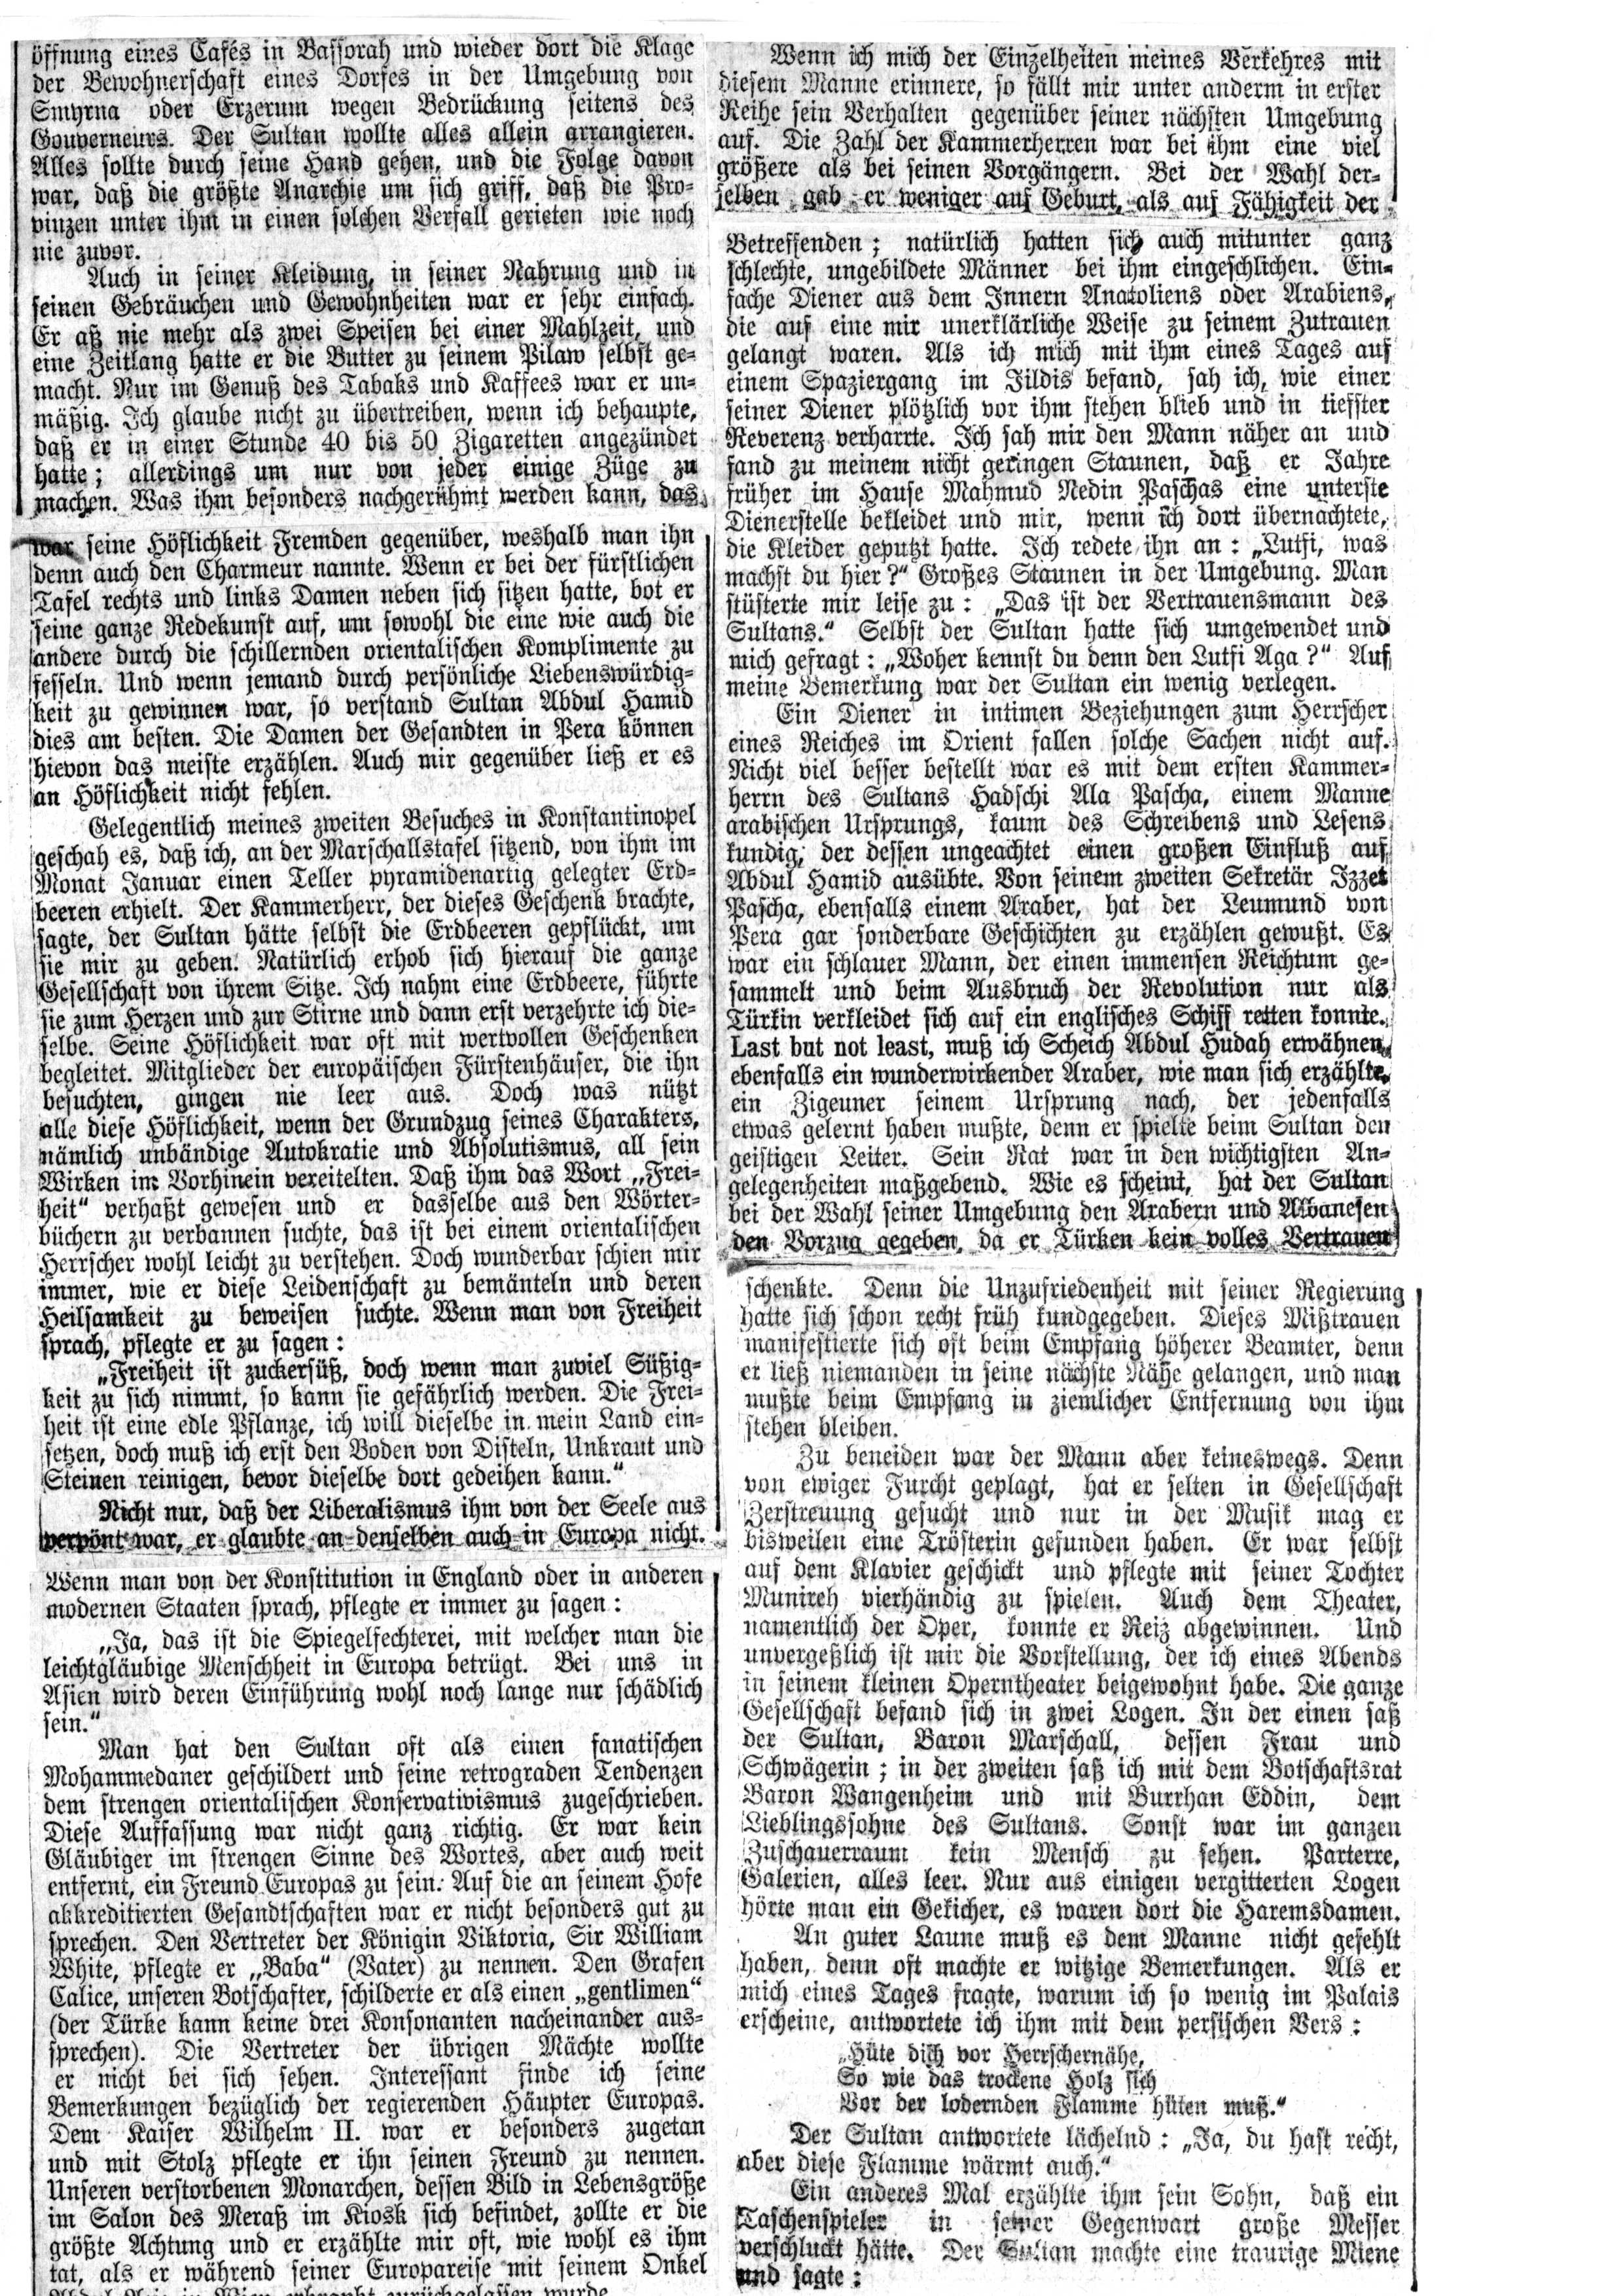 öffnung eines Cafés in Bassorah und wieder dort die Klage
der Bewohnerschaft eines Dorfes in der Umgebung von
Smyrna oder Erzerum wegen Bedrückung seitens des
Gouverneurs. Der Sultan wollte alles allein arrangieren.
Alles sollte durch seine Hand gehen, und die Folge davon
war, daß die größte Anarchie um sich griff, daß die Pro-
vinzen unter ihm in einen solchen Verfall gerieten wie noch
nie zuvor.
Auch in seiner Kleidung, in seiner Nahrung und in
seinen Gebräuchen und Gewohnheiten war er sehr einfach.
Er aß nie mehr als zwei Speisen bei einer Mahlzeit, und
eine Zeitlang hatte er die Butter zu seinem Pilaw selbst ge-
macht. Nur im Genuß des Tabaks und Kaffees war er un-
mäßig. Ich glaube nicht zu übertreiben, wenn ich behaupte,
daß er in einer Stunde 40 bis 50 Zigaretten angezündet
hatte; allerdings um nur von jeder einige Züge zu
machen. Was ihm besonders nachgerühmt werden kann, das
war seine Höflichkeit Fremden gegenüber, weshalb man ihn
denn auch den Charmeur nannte. Wenn er bei der fürstlichen
Tafel rechts und links Damen neben sich sitzen hatte, bot er
seine ganze Redekunst auf, um sowohl die eine wie auch die
andere durch die schillernden orientalischen Komplimente zu
fesseln. Und wenn jemand durch persönliche Liebenswürdig-
keit zu gewinnen war, so verstand Sultan Abdul Hamid
dies am besten. Die Damen der Gesandten in Pera können
hievon das meiste erzählen. Auch mir gegenüber ließ er es
an Höflichkeit nicht fehlen.
Gelegentlich meines zweiten Besuches in Konstantinopel
geschah es, daß ich, an der Marschallstafel sitzend, von ihm im
Monat Januar einen Teller pyramidenartig gelegter Erd-
beeren erhielt. Der Kammerherr, der dieses Geschenk brachte,
sagte, der Sultan hätte selbst die Erdbeeren gepflückt, um
sie mir zu geben. Natürlich erhob sich hierauf die ganze
Gesellschaft von ihrem Sitze. Ich nahm eine Erdbeere, führte
sie zum Herzen und zur Stirne und dann erst verzehrte ich die-
selbe. Seine Höflichkeit war oft mit wertvollen Geschenken
begleitet. Mitglieder der europäischen Fürstenhäuser, die ihn
besuchten, gingen nie leer aus. Doch was nützt
alle diese Höflichkeit, wenn der Grundzug seines Charakters,
nämlich unbändige Autokratie und Absolutismus, all sein
Wirken im Vorhinein vereitelten. Daß ihm das Wort „Frei-
heit“ verhaßt gewesen und er dasselbe aus den Wörter-
büchern zu verbannen suchte, das ist bei einem orientalischen
Herrscher wohl leicht zu verstehen. Doch wunderbar schien mir
immer, wie er diese Leidenschaft zu bemänteln und deren
Heilsamkeit zu beweisen suchte. Wenn man von Freiheit
sprach, pflegte er zu sagen:
„Freiheit ist zuckersüß, doch wenn man zuviel Süßig-
keit zu sich nimmt, so kann sie gefährlich werden. Die Frei-
heit ist eine edle Pflanze, ich will dieselbe in mein Land ein-
setzen, doch muß ich erst den Boden von Disteln, Unkraut und
Steinen reinigen, bevor dieselbe dort gedeihen kann.“
Nicht nur, daß der Liberalismus ihm von der Seele aus
verpönt war, er glaubte an denselben auch in Europa nicht.
Wenn man von der Konstitution in England oder in anderen
modernen Staaten sprach, pflegte er immer zu sagen:
„Ja, das ist die Spiegelfechterei, mit welcher man die
leichtgläubige Menschheit in Europa betrügt. Bei uns in
Asien wird deren Einführung wohl noch lange nur schädlich
sein.“
Man hat den Sultan oft als einen fanatischen
Mohammedaner geschildert und seine retrograden Tendenzen
dem strengen orientalischen Konservativismus zugeschrieben.
Diese Auffassung war nicht ganz richtig. Er war kein
Gläubiger im strengen Sinne des Wortes, aber auch weit
entfernt, ein Freund Europas zu sein. Auf die an seinem Hofe
akkreditierten Gesandtschaften war er nicht besonders gut zu
sprechen. Den Vertreter der Königin Viktoria, Sir William
White, pflegte er „Baba“ (Vater) zu nennen. Den Grafen
Calice, unseren Botschafter, schilderte er als einen „gentlimen“
(der Türke kann keine drei Konsonanten nacheinander aus-
sprechen). Die Vertreter der übrigen Mächte wollte
er nicht bei sich sehen. Interessant finde ich seine
Bemerkungen bezüglich der regierenden Häupter Europas.
Dem Kaiser Wilhelm II. war er besonders zugetan
und mit Stolz pflegte er ihn seinen Freund zu nennen.
Unseren verstorbenen Monarchen, dessen Bild in Lebensgröße
im Salon des Meraß im Kiosk sich befindet, zollte er die
größte Achtung und er erzählte mir oft, wie wohl es ihm
tat, als er während seiner Europareise mit seinem Onkel
Wenn ich mich der Einzelheiten meines Verkehres mit
diesem Manne erinnere, so fällt mir unter anderm in erster
Reihe sein Verhalten gegenüber seiner nächsten Umgebung
auf. Die Zahl der Kammerherren war bei ihm eine viel
größere als bei seinen Vorgängern. Bei der Wahl der-
selben gab er weniger auf Geburt, als auf Fähigkeit der
Betreffenden; natürlich hatten sich auch mitunter ganz
schlechte, ungebildete Männer bei ihm eingeschlichen. Ein-
fache Diener aus dem Innern Anatoliens oder Arabiens,
die auf eine mir unerklärliche Weise zu seinem Zutrauen
gelangt waren. Als ich mich mit ihm eines Tages auf
einem Spaziergang im Jildis befand, sah ich, wie einer
seiner Diener plötzlich vor ihm stehen blieb und in tiefster
Reverenz verharrte. Ich sah mir den Mann näher an und
fand zu meinem nicht geringen Staunen, daß er Jahre
früher im Hause Mahmud Nedin Paschas eine unterste
Dienerstelle bekleidet und mir, wenn ich dort übernachtete,
die Kleider geputzt hatte. Ich redete ihn an: „Lutfi, was
machst du hier?“ Großes Staunen in der Umgebung. Man
flüsterte mir leise zu: „Das ist der Vertrauensmann des
Sultans.“ Selbst der Sultan hatte sich umgewendet und
mich gefragt: „Woher kennst du denn den Lutfi Aga?“ Auf
meine Bemerkung war der Sultan ein wenig verlegen.
Ein Diener in intimen Beziehungen zum Herrscher
eines Reiches im Orient fallen solche Sachen nicht auf.
Nicht viel besser bestellt war es mit dem ersten Kammer-
herrn des Sultans Hadschi Ala Pascha, einem Manne
arabischen Ursprungs, kaum des Schreibens und Lesens
kundig, der dessen ungeachtet einen großen Einfluß auf
Abdul Hamid ausübte. Von seinem zweiten Sekretär Izzet
Pascha, ebenfalls einem Araber, hat der Leumund von
Pera gar sonderbare Geschichten zu erzählen gewußt. Es
war ein schlauer Mann, der einen immensen Reichtum ge-
sammelt und beim Ausbruch der Revolution nur als
Türkin verkleidet sich auf ein englisches Schiff retten konnte.
Last but not least, muß ich Scheich Abdul Hudah erwähnen,
ebenfalls ein wunderwirkender Araber, wie man sich erzählte,
ein Zigeuner seinem Ursprung nach, der jedenfalls
etwas gelernt haben mußte, denn er spielte beim Sultan den
geistigen Leiter. Sein Rat war in den wichtigsten An-
gelegenheiten maßgebend. Wie es scheint, hat der Sultan
bei der Wahl seiner Umgebung den Arabern und Albanesen
den Vorzug gegeben, da er Türken kein volles Vertrauen
schenkte. Denn die Unzufriedenheit mit seiner Regierung
hatte sich schon recht früh kundgegeben. Dieses Mißtrauen
manifestierte sich oft beim Empfang höherer Beamter, denn
er ließ niemanden in seine nächste Nähe gelangen, und man
mußte beim Empfang in ziemlicher Entfernung von ihm
stehen bleiben.
Zu beneiden war der Mann aber keineswegs. Denn
von ewiger Furcht geplagt, hat er selten in Gesellschaft
Zerstreuung gesucht und nur in der Musik mag er
bisweilen eine Trösterin gefunden haben. Er war selbst
auf dem Klavier geschickt und pflegte mit seiner Tochter
Munireh vierhändig zu spielen. Auch dem Theater,
namentlich der Oper, konnte er Reiz abgewinnen. Und
unvergeßlich ist mir die Vorstellung, der ich eines Abends
in seinem kleinen Operntheater beigewohnt habe. Die ganze
Gesellschaft befand sich in zwei Logen. In der einen saß
der Sultan, Baron Marschall, dessen Frau und
Schwägerin; in der zweiten saß ich mit dem Botschaftsrat
Baron Wangenheim und mit Burrhan Eddin, dem
Lieblingssohne des Sultans. Sonst war im ganzen
Zuschauerraum kein Mensch zu sehen. Parterre,
Galerien, alles leer. Nur aus einigen vergitterten Logen
hörte man ein Gekicher, es waren dort die Haremsdamen.
An guter Laune muß es dem Manne nicht gefehlt
haben, denn oft machte er witzige Bemerkungen. Als er
mich eines Tages fragte, warum ich so wenig im Palais
erscheine, antwortete ich ihm mit dem persischen Vers:
„Hüte dich vor Herrschernähe,
So wie das trockene Holz sich
Vor der lodernden Flamme hüten muß.“
Der Sultan antwortete lächelnd: „Ja, du hast recht,
aber diese Flamme wärmt auch.“
Ein anderes Mal erzählte ihm sein Sohn, daß ein
Taschenspieler in seiner Gegenwart große Messer
verschluckt hätte. Der Sultan machte eine traurige Miene
und sagte: